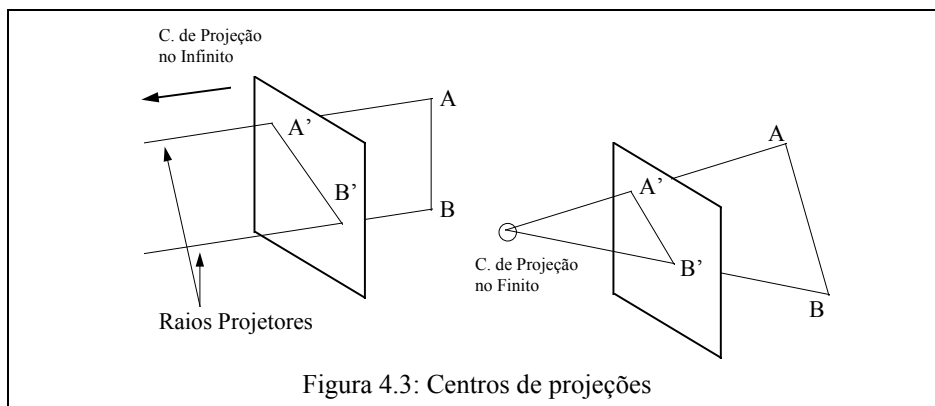 C. de Projeção
no Infinito
A
A’
B’
B
Raios Projetores
A
A’
B’
C. de Projeção
no Finito
B
Figura 4.3: Centros de projeções